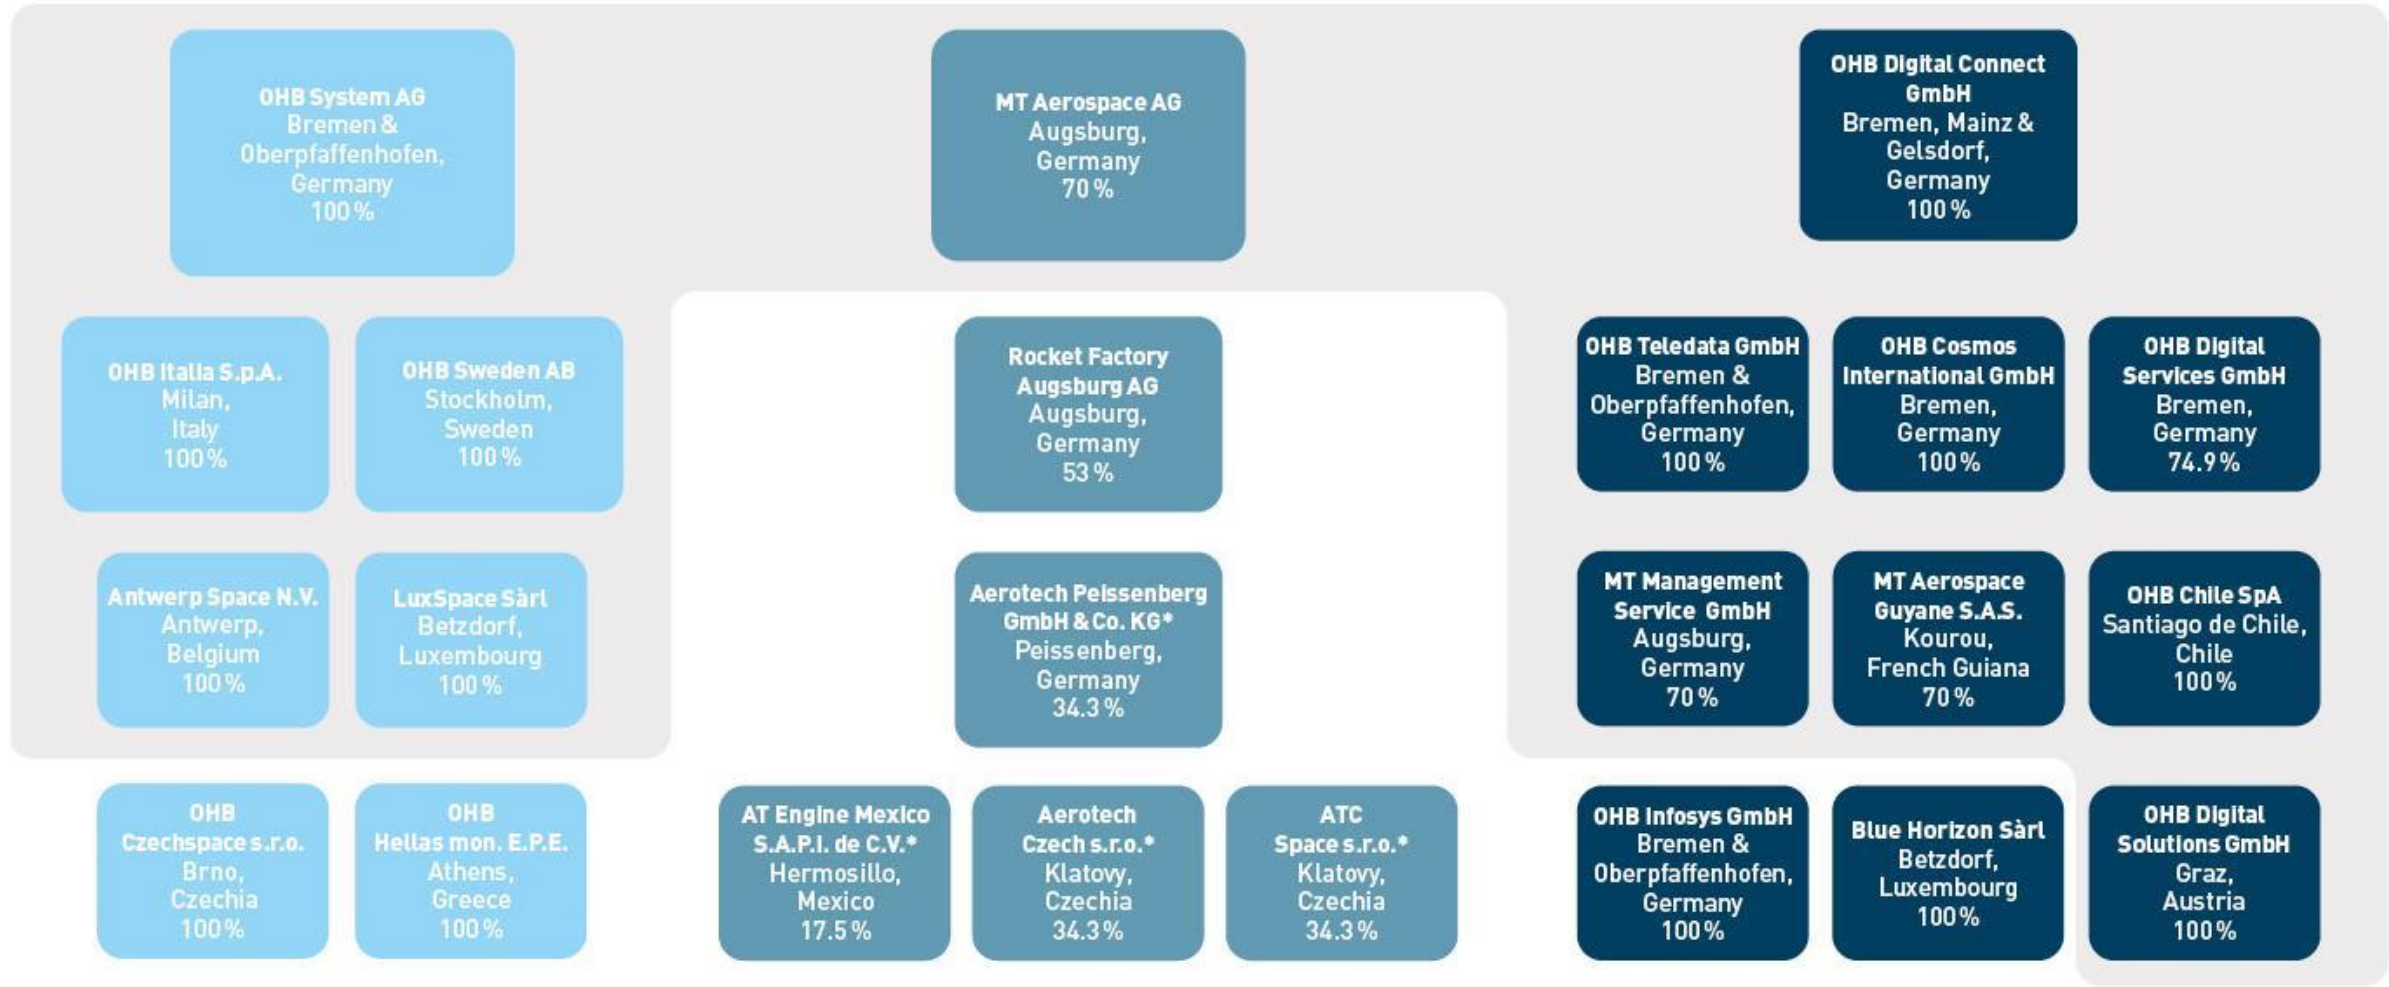 OHB System AG
Bremen &
Oberpfaffenhofen,
Germany
100 %
MT Aerospace AG
Augsburg,
Germany
70 %
OHB Digital Connect
GmbH
Bremen, Mainz &
Gelsdorf,
Germany
100 %
OHB Italia S.p.A.
Milan,
Italy
100 %
OHB Sweden AB
Stockholm,
Sweden
100 %
Rocket Factory
Augsburg AG
Augsburg,
Germany
53 %
OHB Teledata GmbH
Bremen &
Oberpfaffenhofen,
Germany
100 %
OHB Cosmos
International GmbH
Bremen,
Germany
100 %
OHB Digital
Services GmbH
Bremen,
Germany
74.9 %
Antwerp Space N.V.
Antwerp,
Belgium
100 %
LuxSpace Sàrl
Betzdorf,
Luxembourg
100 %
Aerotech Peissenberg
GmbH & Co. KG*
Peissenberg,
Germany
34.3 %
MT Management
Service GmbH
Augsburg,
Germany
70 %
MT Aerospace
Guyane S.A.S.
Kourou,
French Guiana
70 %
OHB Chile SpA
Santiago de Chile,
Chile
100 %
OHB
Czechspace s.r.o.
Brno,
Czechia
100 %
OHB
Hellas mon. E.P.E.
Athens,
Greece
100 %
AT Engine Mexico
S.A.P.I. de C.V.*
Hermosillo,
Mexico
17.5 %
Aerotech
Czech s.r.o.*
Klatovy,
Czechia
34.3 %
ATC
Space s.r.o.*
Klatovy,
Czechia
34.3 %
OHB Infosys GmbH
Bremen &
Oberpfaffenhofen,
Germany
100 %
Blue Horizon Sàrl
Betzdorf,
Luxembourg
100 %
OHB Digital
Solutions GmbH
Graz,
Austria
100 %